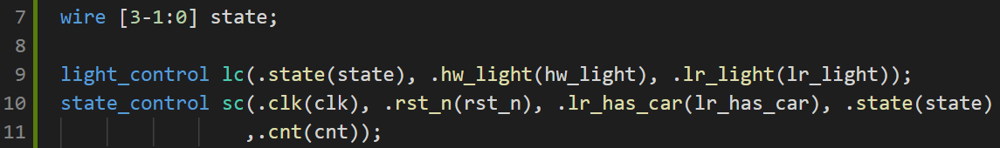 7 wire [3-1:0] state;
8
9 light_control lc(.state(state), .hw_light(hw_light), .lr_light(lr_light));
10 state_control sc(.clk(clk), .rst_n(rst_n), .lr_has_car(lr_has_car), .state(state)
11 ,.cnt(cnt));